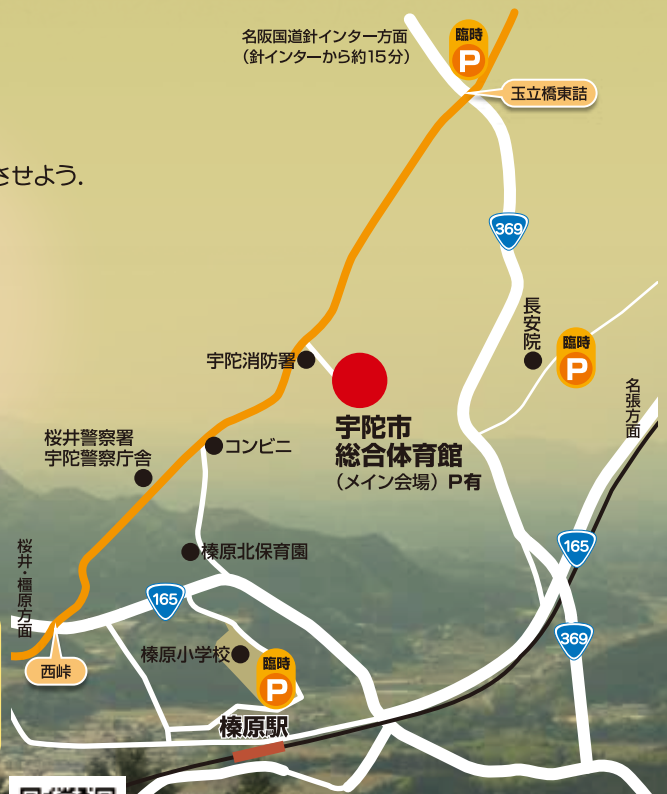 名阪国道針インター方面
（針インターから約15分）
臨時
P
玉立橋東詰
させよう.
369
長安院
臨時
P
宇陀消防署
名張方面
宇陀市
総合体育館
（メイン会場）P有
コンビニ
桜井警察署
宇陀警察庁舎
桜井・橿原方面
榛原北保育園
165
165
369
榛原小学校
臨時
P
西峠
榛原駅